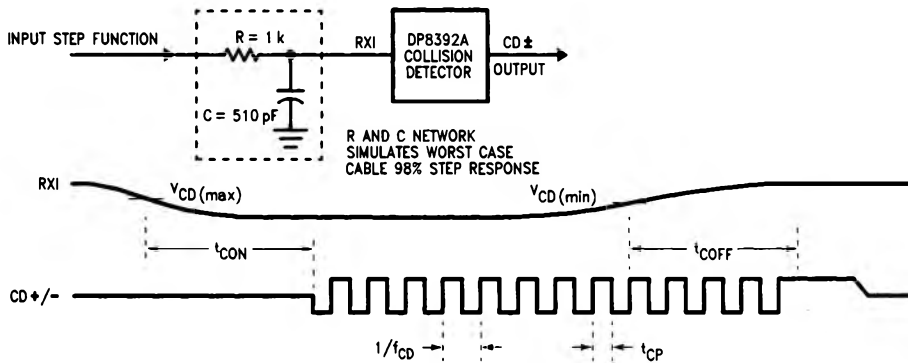 INPUT STEP FUNCTION
R = 1 k
C = 510 pF
RXI
DP8392A
COLLISION
DETECTOR
CD ±
OUTPUT
R AND C NETWORK
SIMULATES WORST CASE
CABLE 98% STEP RESPONSE
RXI
VCD (max)
VCD (min)
tCON
tCOFF
CD +/-
1/fCD
tCP